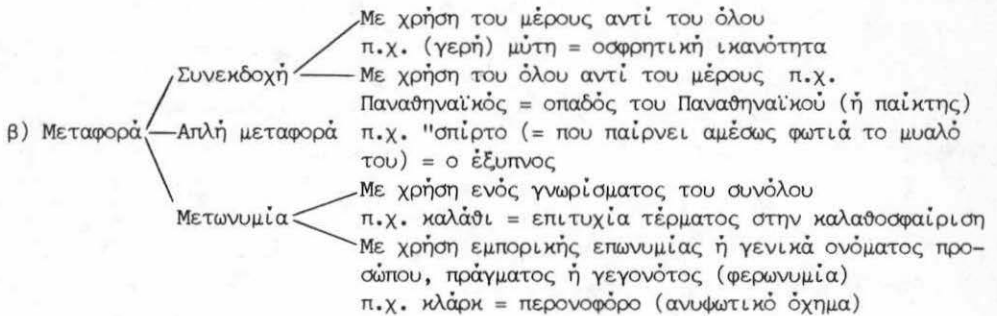 Με χρήση του μέρους αντί του όλου
π.χ. (γερή) μύτη = οσφρητική ικανότητα
Συνεκδοχή
Με χρήση του όλου αντί του μέρους π.χ.
Παναθηναϊκός = οπαδός του Παναθηναϊκού (ή παίκτης)
β) Μεταφορά Απλή μεταφορά π.χ. "σπίρτο (= που παίρνει αμέσως φωτιά το μυαλό
του) = ο έξυπνος
Με χρήση ενός γνωρίσματος του συνόλου
Μετωνυμία π.χ. καλάθι = επιτυχία τέρματος στην καλαθοσφαίριση
Με χρήση εμπορικής επωνυμίας ή γενικά ονόματος προ-
σώπου, πράγματος ή γεγονότος (φερωνυμία)
π.χ. κλάρκ = περονοφόρο (ανυψωτικό όχημα)